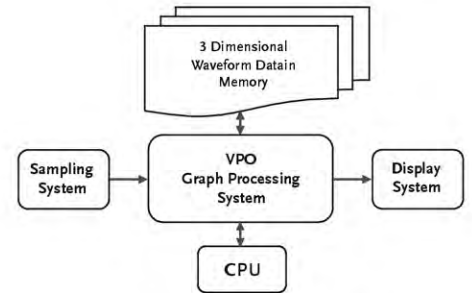 3 Dimensional
Waveform Datain
Memory
Sampling
System
VPO
Graph Processing
System
Display
System
CPU